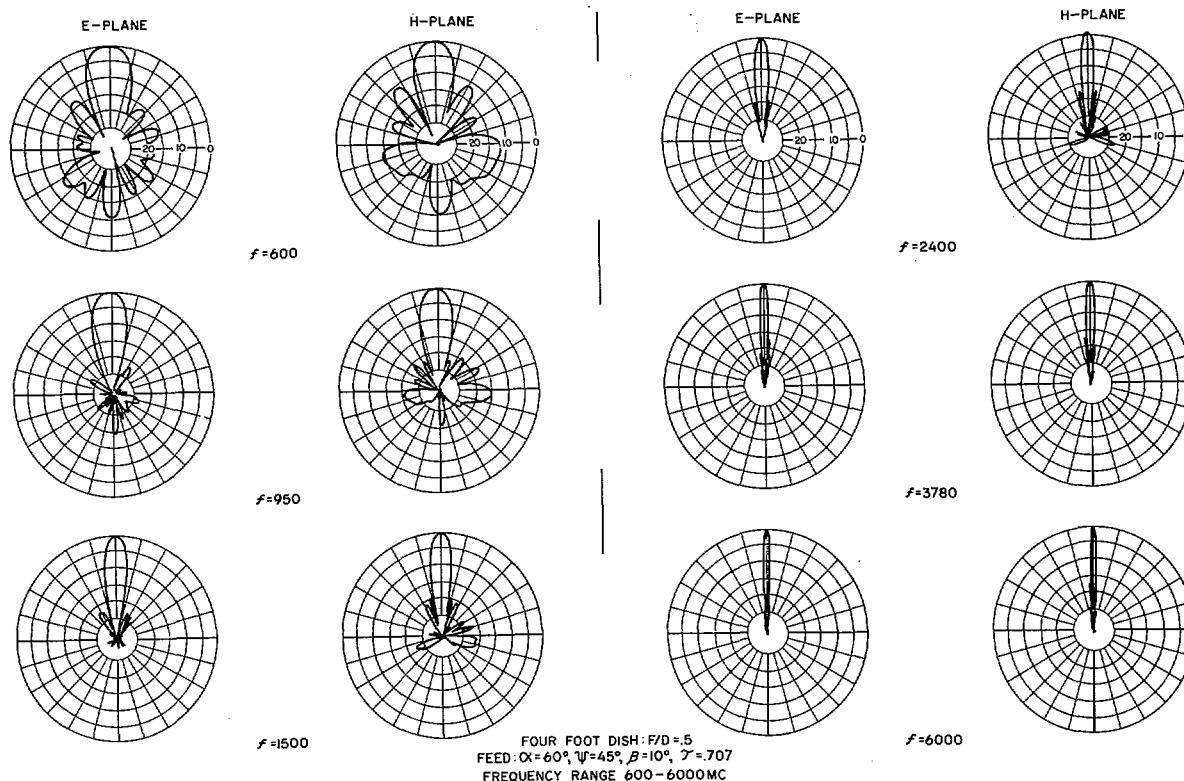 E-PLANE
H-PLANE
E-PLANE
H-PLANE
20 10 0
20 10 0
20 10 0
20 10 0
f=600
f=2400
f=950
f=3780
f=1500
f=6000
FOUR FOOT DISH: F/D=.5
FEED: α=60°, Ψ=45°, β=10°, τ=.707
FREQUENCY RANGE 600-6000MC